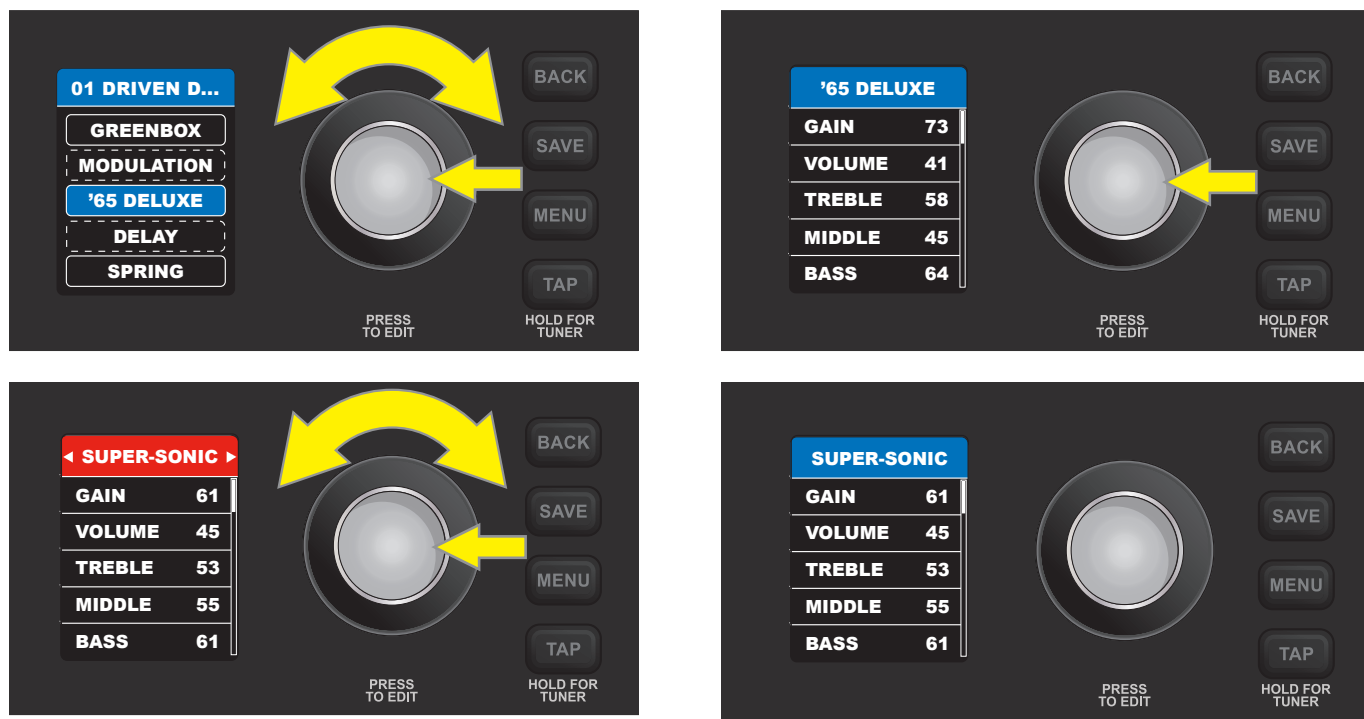 01 DRIVEN D...
GREENBOX
MODULATION
’65 DELUXE
DELAY
SPRING
BACK
SAVE
MENU
TAP
PRESS
TO EDIT
HOLD FOR
TUNER
’65 DELUXE
GAIN 73
VOLUME 41
TREBLE 58
MIDDLE 45
BASS 64
BACK
SAVE
MENU
TAP
PRESS
TO EDIT
HOLD FOR
TUNER
SUPER-SONIC
GAIN 61
VOLUME 45
TREBLE 53
MIDDLE 55
BASS 61
BACK
SAVE
MENU
TAP
PRESS
TO EDIT
HOLD FOR
TUNER
SUPER-SONIC
GAIN 61
VOLUME 45
TREBLE 53
MIDDLE 55
BASS 61
BACK
SAVE
MENU
TAP
PRESS
TO EDIT
HOLD FOR
TUNER